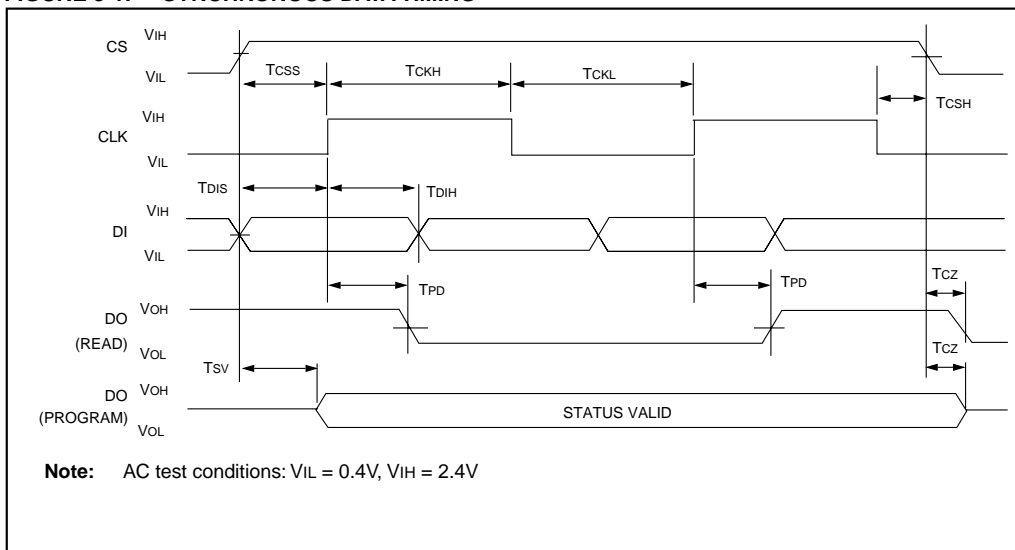 CS VIH
VIL
TCSS TCKH TCKL TCSH
CLK VIH
VIL
TDIS TDIH
DI VIH
VIL
TPD TPD TCZ
DO (READ) VOH
VOL
TSV TCZ
DO (PROGRAM) VOH
VOL
STATUS VALID
Note: AC test conditions: VIL = 0.4V, VIH = 2.4V